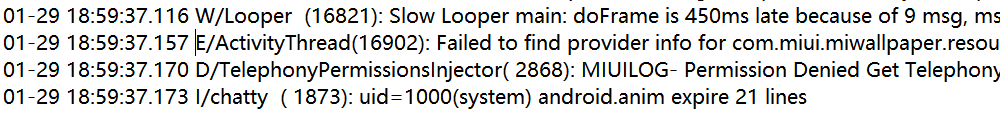 01-29 18:59:37.116 W/Looper  (16821): Slow Looper main: doFrame is 450ms late because of 9 msg, ms
01-29 18:59:37.157 E/ActivityThread(16902): Failed to find provider info for com.miui.miwallpaper.resou
01-29 18:59:37.170 D/TelephonyPermissionsInjector( 2868): MIUILOG- Permission Denied Get Telephony
01-29 18:59:37.173 I/chatty  ( 1873): uid=1000(system) android.anim expire 21 lines